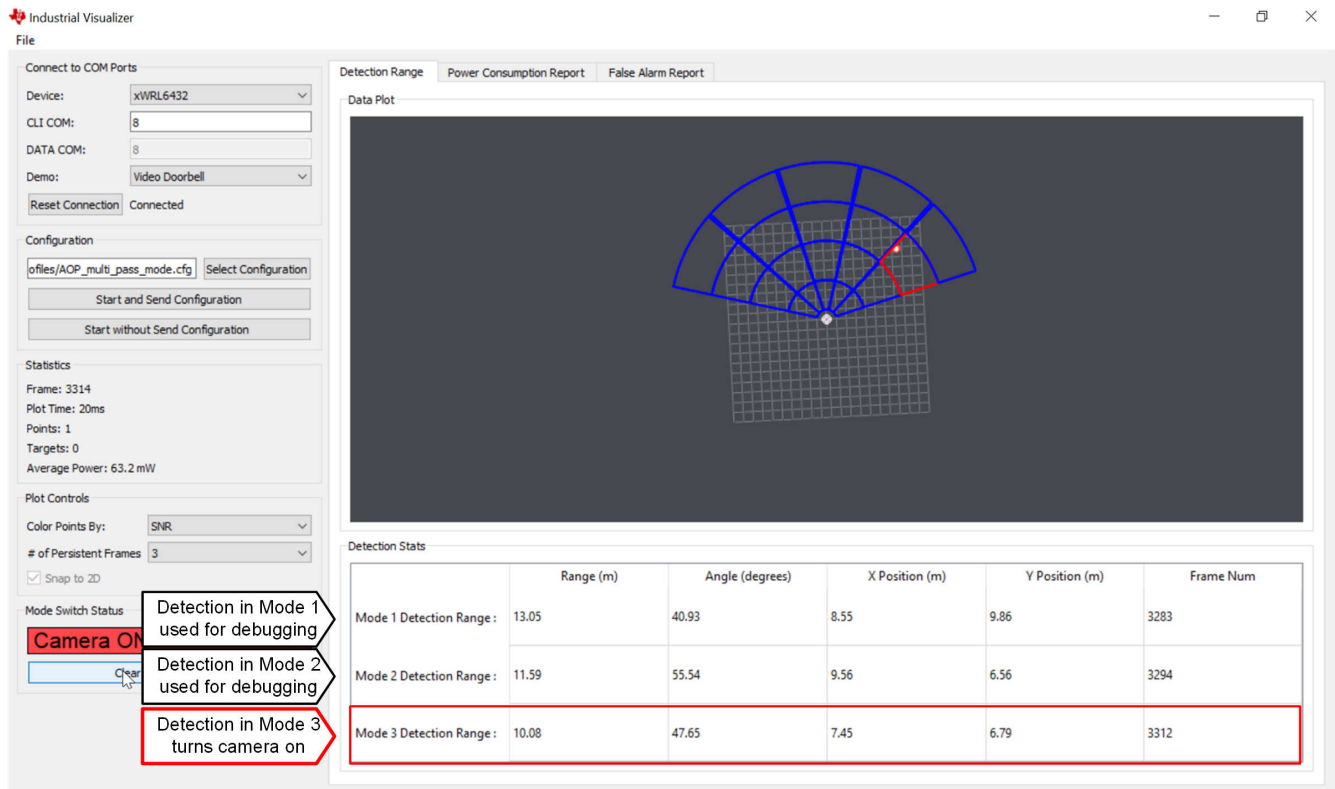 Industrial Visualizer
File
Connect to COM Ports
Device: xWRL6432
CLI COM: 8
DATA COM: 8
Demo: Video Doorbell
Reset Connection Connected
Configuration
ofiles/AOP_multi_pass_mode.cfg Select Configuration
Start and Send Configuration
Start without Send Configuration
Statistics
Frame: 3314
Plot Time: 20ms
Points: 1
Targets: 0
Average Power: 63.2 mW
Plot Controls
Color Points By: SNR
# of Persistent Frames 3
Snap to 2D
Mode Switch Status
Camera ON
Clear
Detection in Mode 1
used for debugging
Detection in Mode 2
used for debugging
Detection in Mode 3
turns camera on
Detection Range Power Consumption Report False Alarm Report
Data Plot
Detection Stats
Range (m) Angle (degrees) X Position (m) Y Position (m) Frame Num
Mode 1 Detection Range : 13.05 40.93 8.55 9.86 3283
Mode 2 Detection Range : 11.59 55.54 9.56 6.56 3294
Mode 3 Detection Range : 10.08 47.65 7.45 6.79 3312